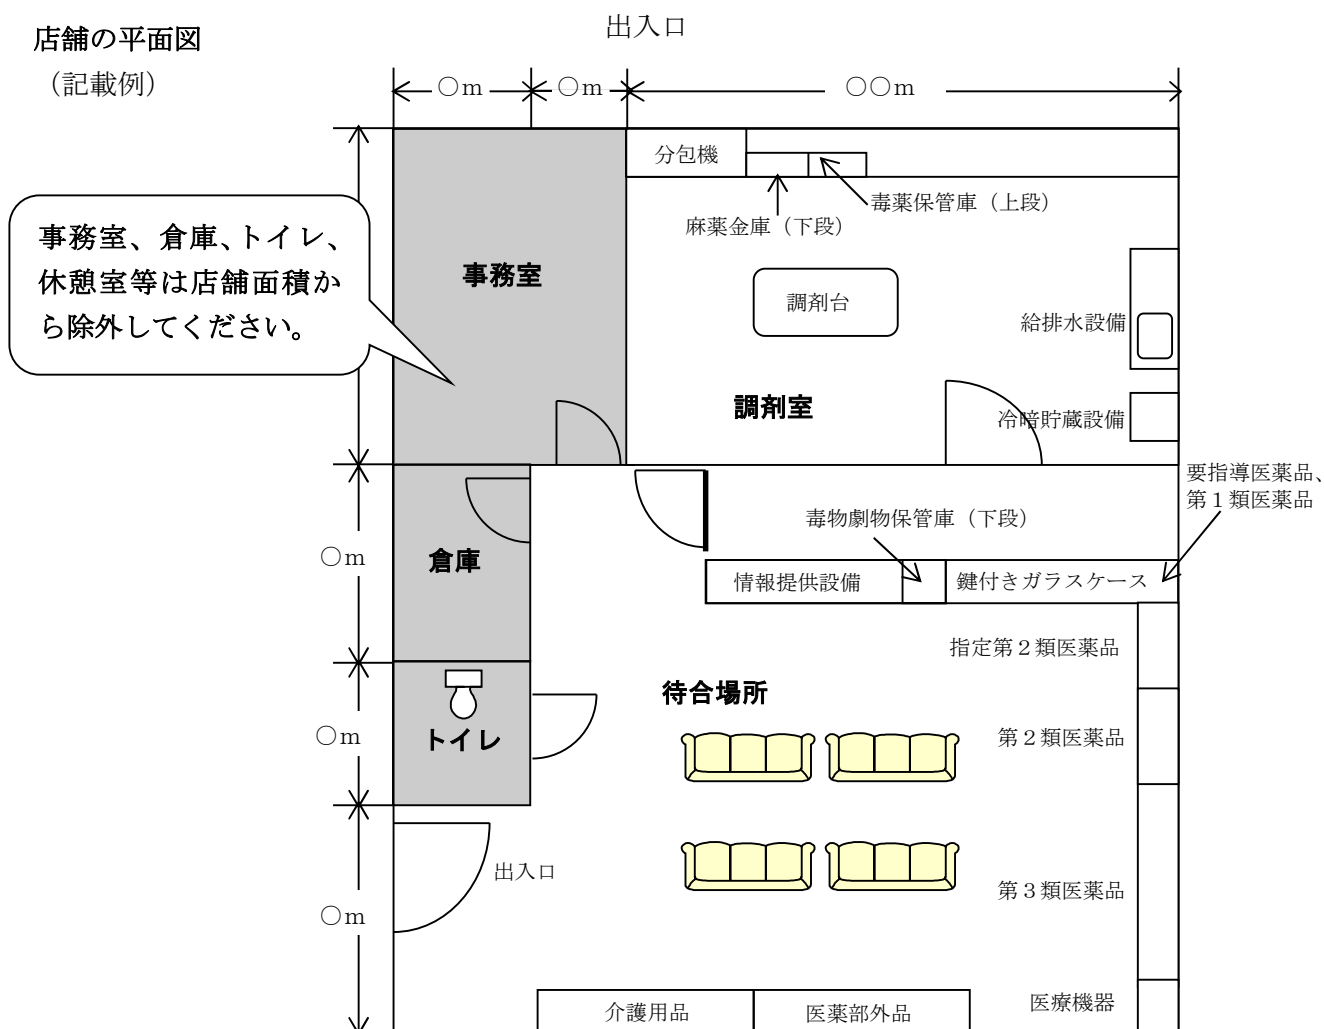 出入口
店舗の平面図
（記載例）
○m
○m
○○m
分包機
毒薬保管庫（上段）
麻薬金庫（下段）
事務室、倉庫、トイレ、
休憩室等は店舗面積か
ら除外してください。
事務室
調剤台
給排水設備
調剤室
冷暗貯蔵設備
要指導医薬品、
第１類医薬品
毒物劇物保管庫（下段）
○m
倉庫
情報提供設備
鍵付きガラスケース
指定第２類医薬品
待合場所
○m
トイレ
第２類医薬品
出入口
第３類医薬品
○m
医療機器
介護用品
医薬部外品